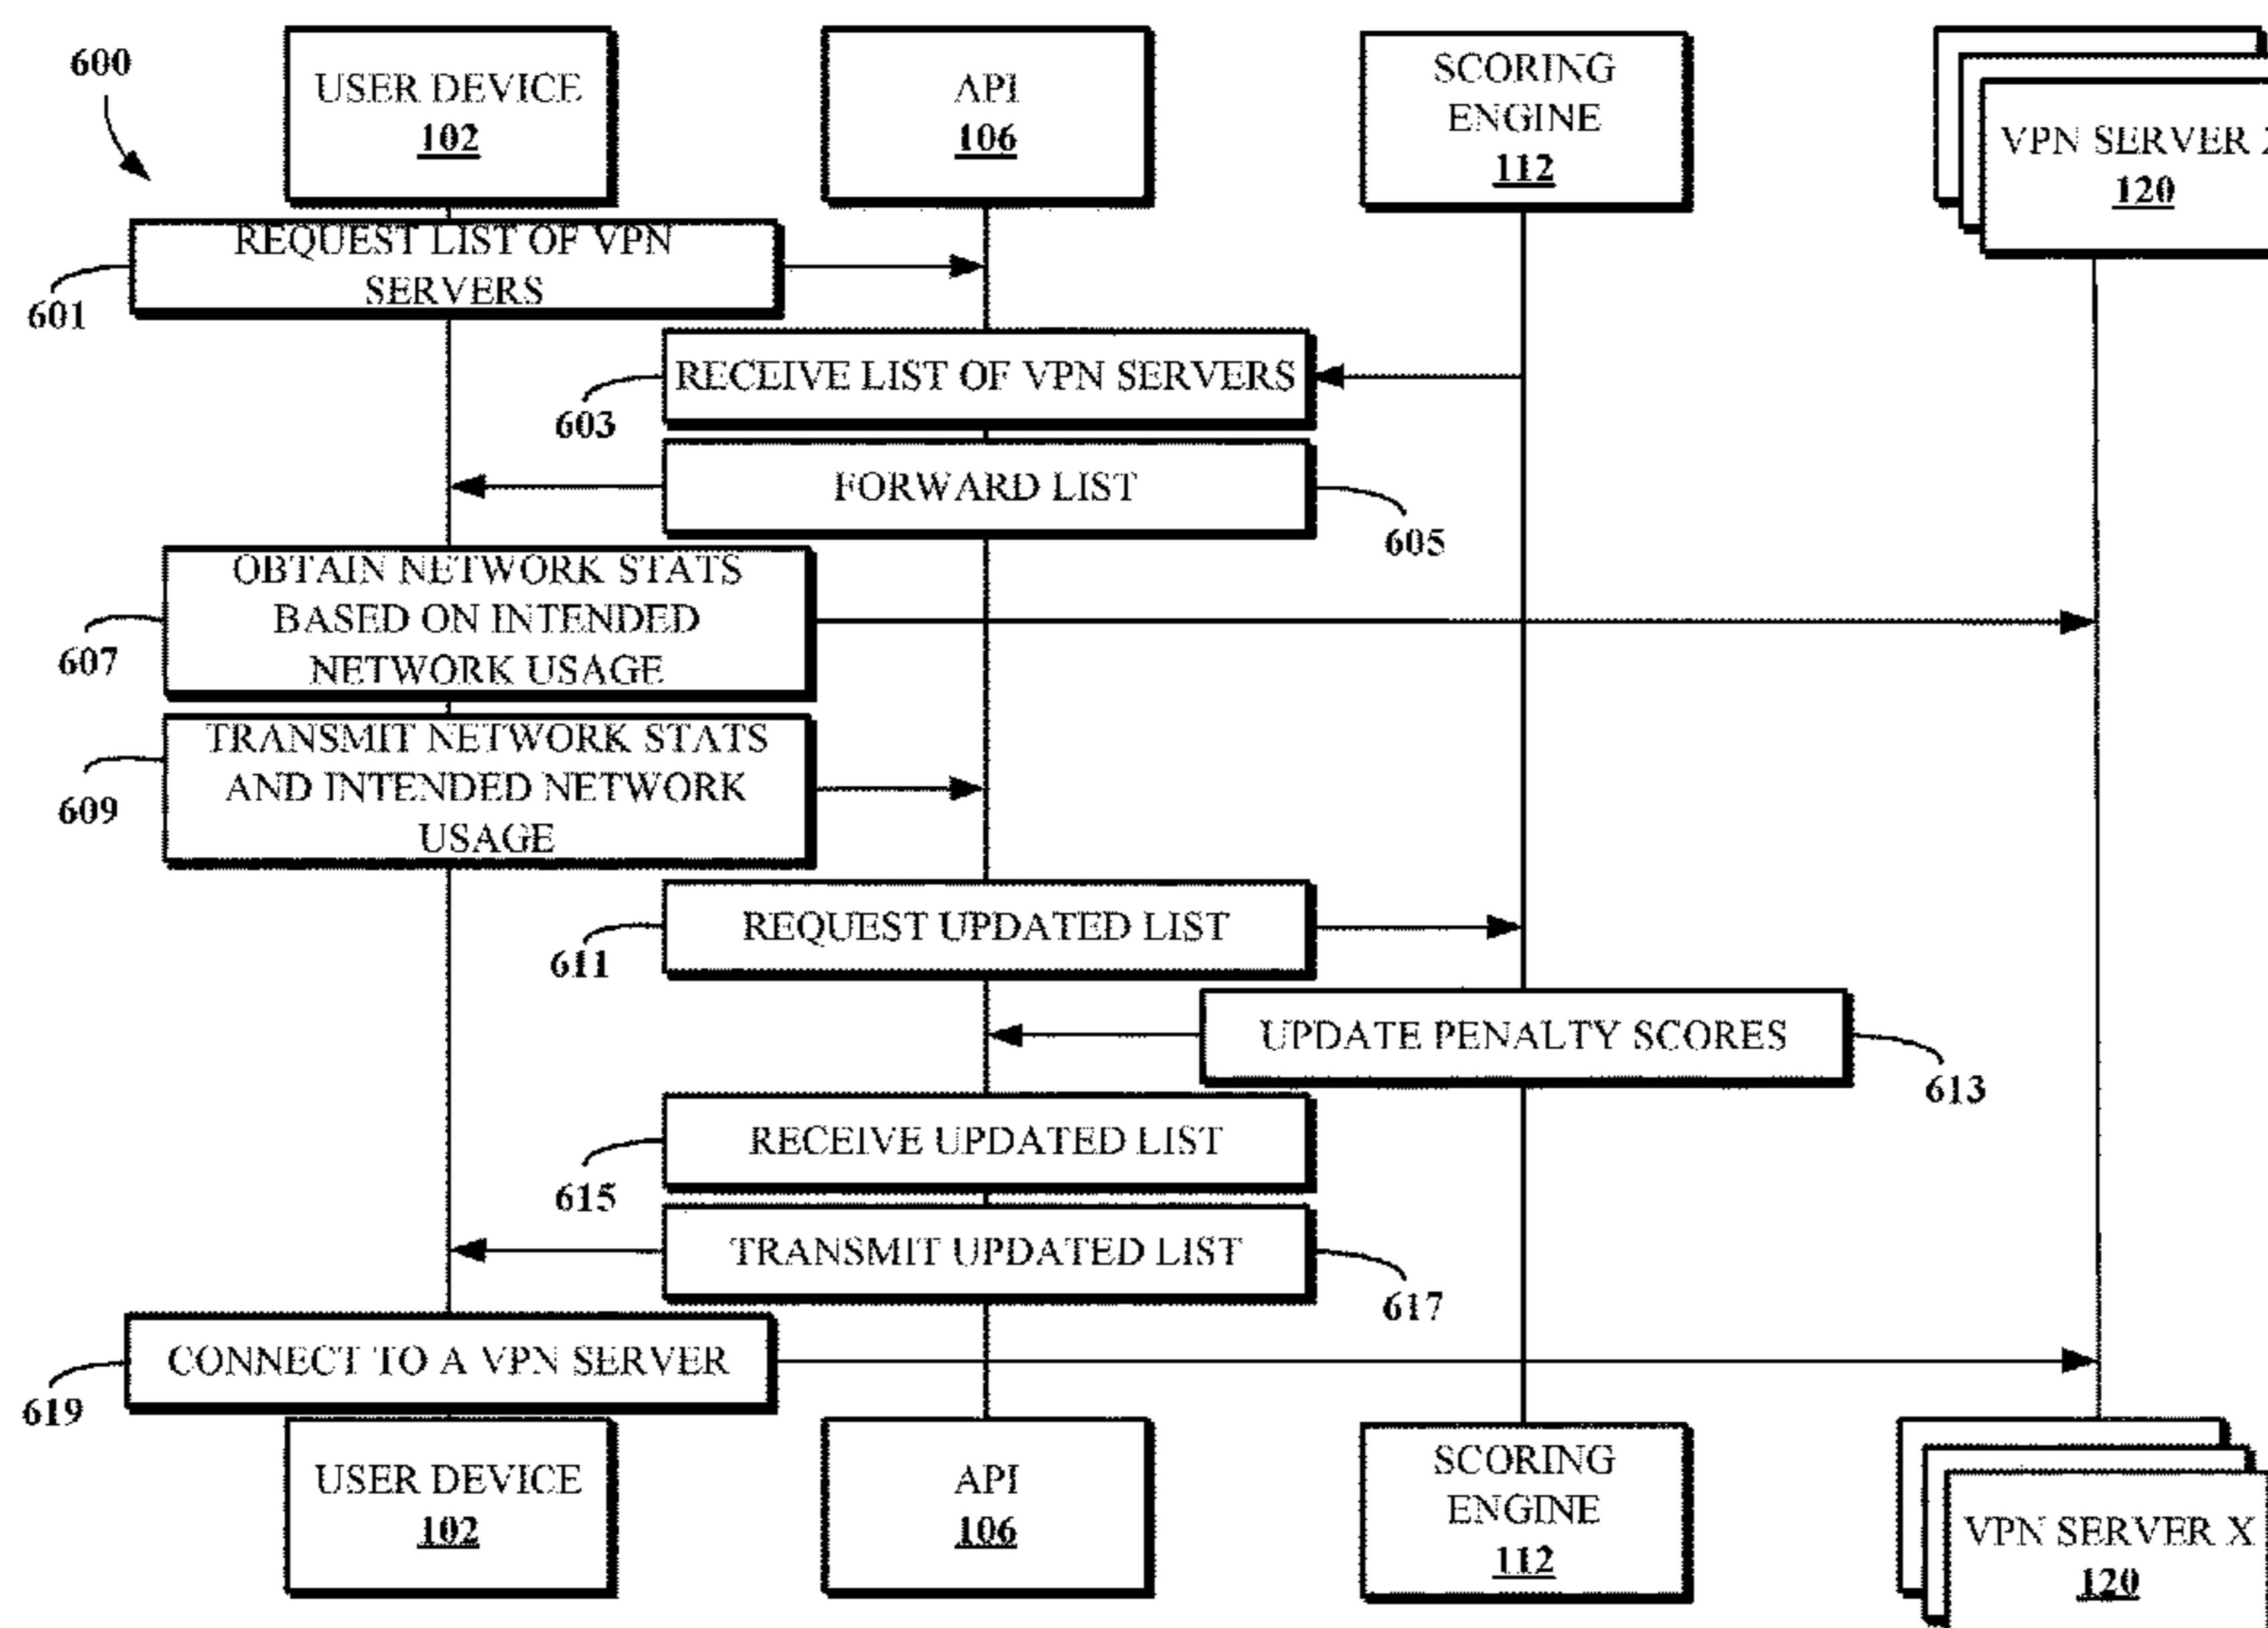 600
USER DEVICE
102
API
106
SCORING
ENGINE
112
VPN SERVER
120
REQUEST LIST OF VPN
SERVERS
601
RECEIVE LIST OF VPN SERVERS
603
FORWARD LIST
605
OBTAIN NETWORK STATS
BASED ON INTENDED
NETWORK USAGE
607
TRANSMIT NETWORK STATS
AND INTENDED NETWORK
USAGE
609
REQUEST UPDATED LIST
611
UPDATE PENALTY SCORES
613
RECEIVE UPDATED LIST
615
TRANSMIT UPDATED LIST
617
CONNECT TO A VPN SERVER
619
USER DEVICE
102
API
106
SCORING
ENGINE
112
VPN SERVER X
120